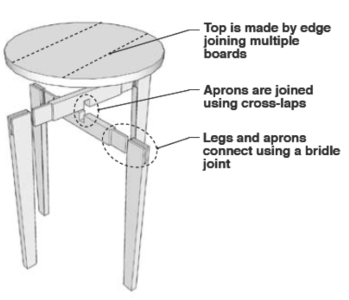 Top is made by edge
joining multiple
boards
Aprons are joined
using cross-laps
Legs and aprons
connect using a bridle
joint